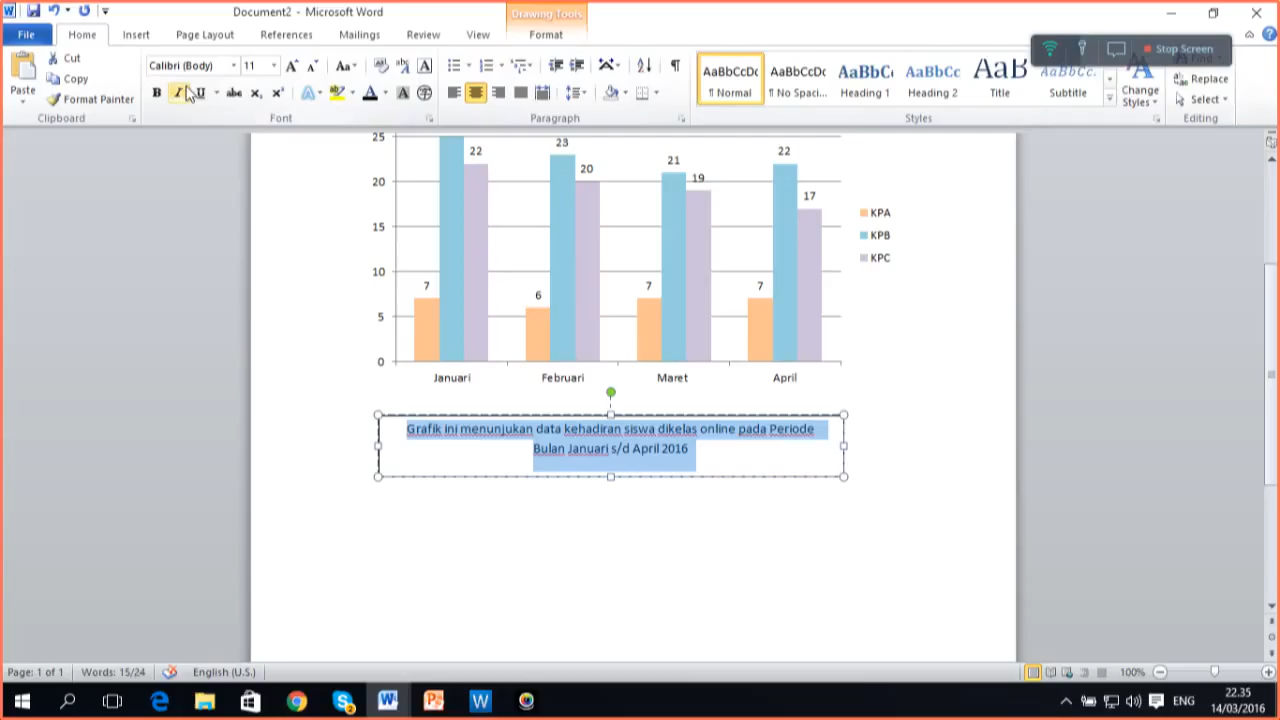 Document2 - Microsoft Word
Drawing Tools
File Home Insert Page Layout References Mailings Review View Format
Stop Screen
Paste
Cut
Copy
Format Painter
Clipboard
Calibri (Body) 11
Font
Paragraph
AaBbCcDc AaBbCcDc AaBbCc AaBbCc AaB AaBbCc.
¶ Normal ¶ No Spaci... Heading 1 Heading 2 Title Subtitle
Change Styles
Styles
Find
Replace
Select
Editing
25
20
15
10
5
0
22
23
20
21
19
22
17
7
6
7
7
Januari Februari Maret April
KPA
KPB
KPC
Grafik ini menunjukan data kehadiran siswa dikelas online pada Periode
Bulan Januari s/d April 2016
Page: 1 of 1 Words: 15/24 English (U.S.) 100%
ENG
22.35
14/03/2016